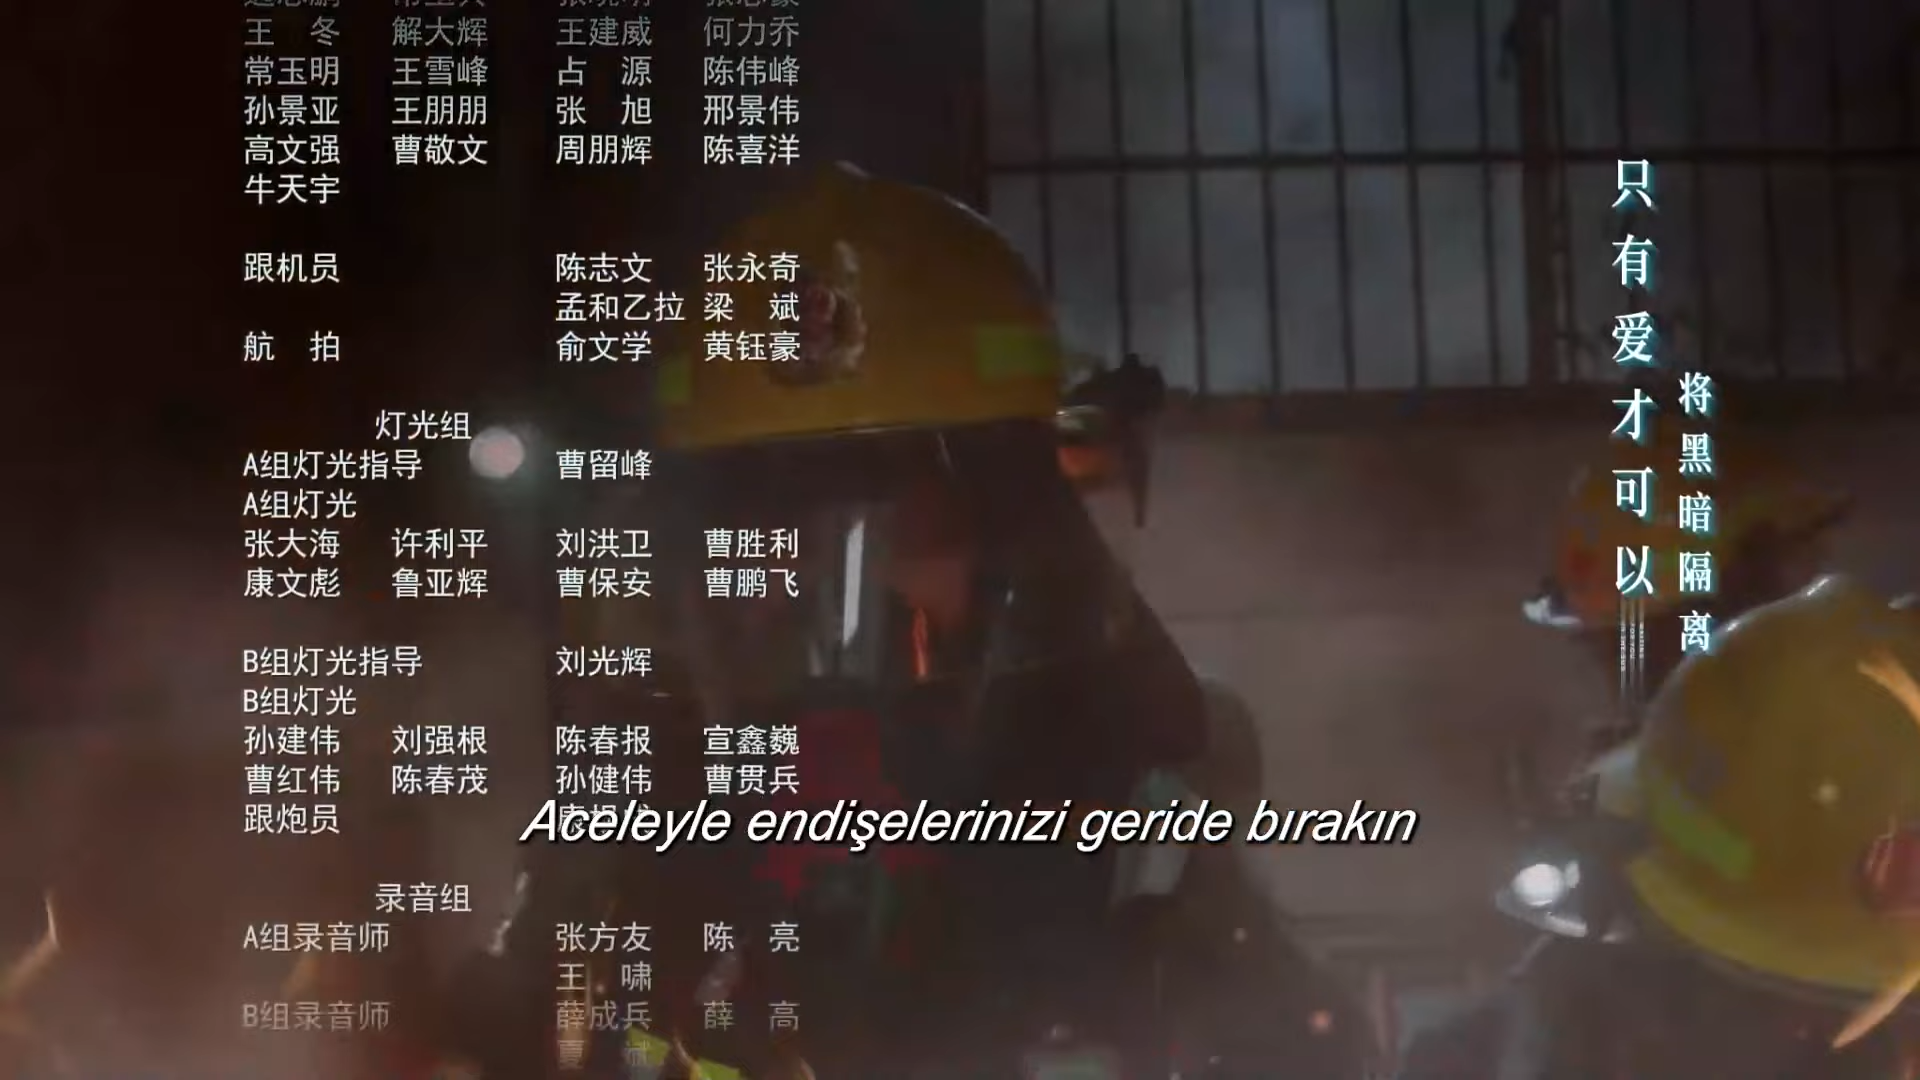 王　冬　解大辉　王建威　何力乔
常玉明　王雪峰　占　源　陈伟峰
孙景亚　王朋朋　张　旭　邢景伟
高文强　曹敬文　周朋辉　陈喜洋
牛天宇
跟机员　陈志文　张永奇
孟和乙拉　梁　斌
航　拍　俞文学　黄钰豪
灯光组
A组灯光指导　曹留峰
A组灯光
张大海　许利平　刘洪卫　曹胜利
康文彪　鲁亚辉　曹保安　曹鹏飞
B组灯光指导　刘光辉
B组灯光
孙建伟　刘强根　陈春报　宣鑫巍
曹红伟　陈春茂　孙健伟　曹贯兵
跟炮员
Aceleyle endişelerinizi geride bırakın
录音组
A组录音师　张方友　陈　亮
王　啸
B组录音师　薛成兵　薛　高
夏　斌
只有爱才可以
将黑暗隔离